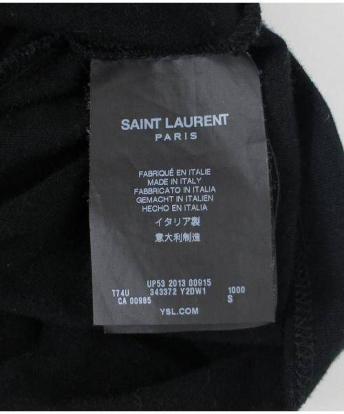 SAINT LAURENT
PARIS
FABRIQUÉ EN ITALIE
MADE IN ITALY
FABBRICATO IN ITALIA
GEMACHT IN ITALIEN
HECHO EN ITALIA
イタリア製
意大利制造
UP53 2013 00915
T74U 343372 Y2DW1 1000
CA 00985 S
YSL.COM